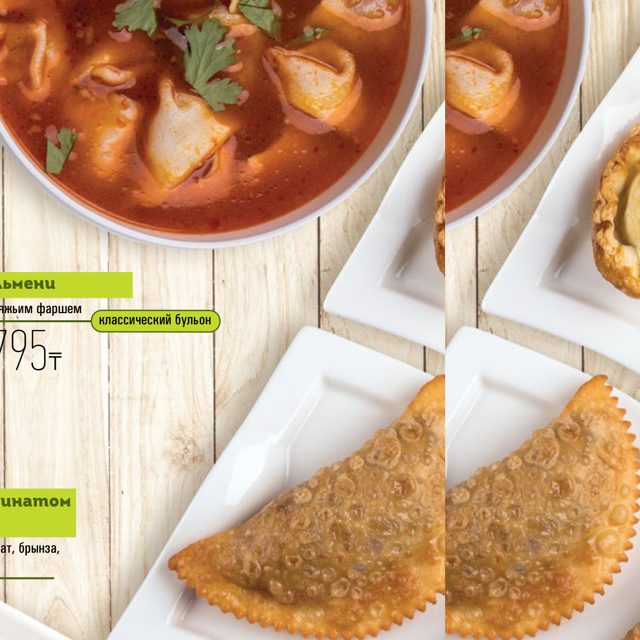 льмени
яжьим фаршем
классический бульон
795₸
инатом
ат, брынза,